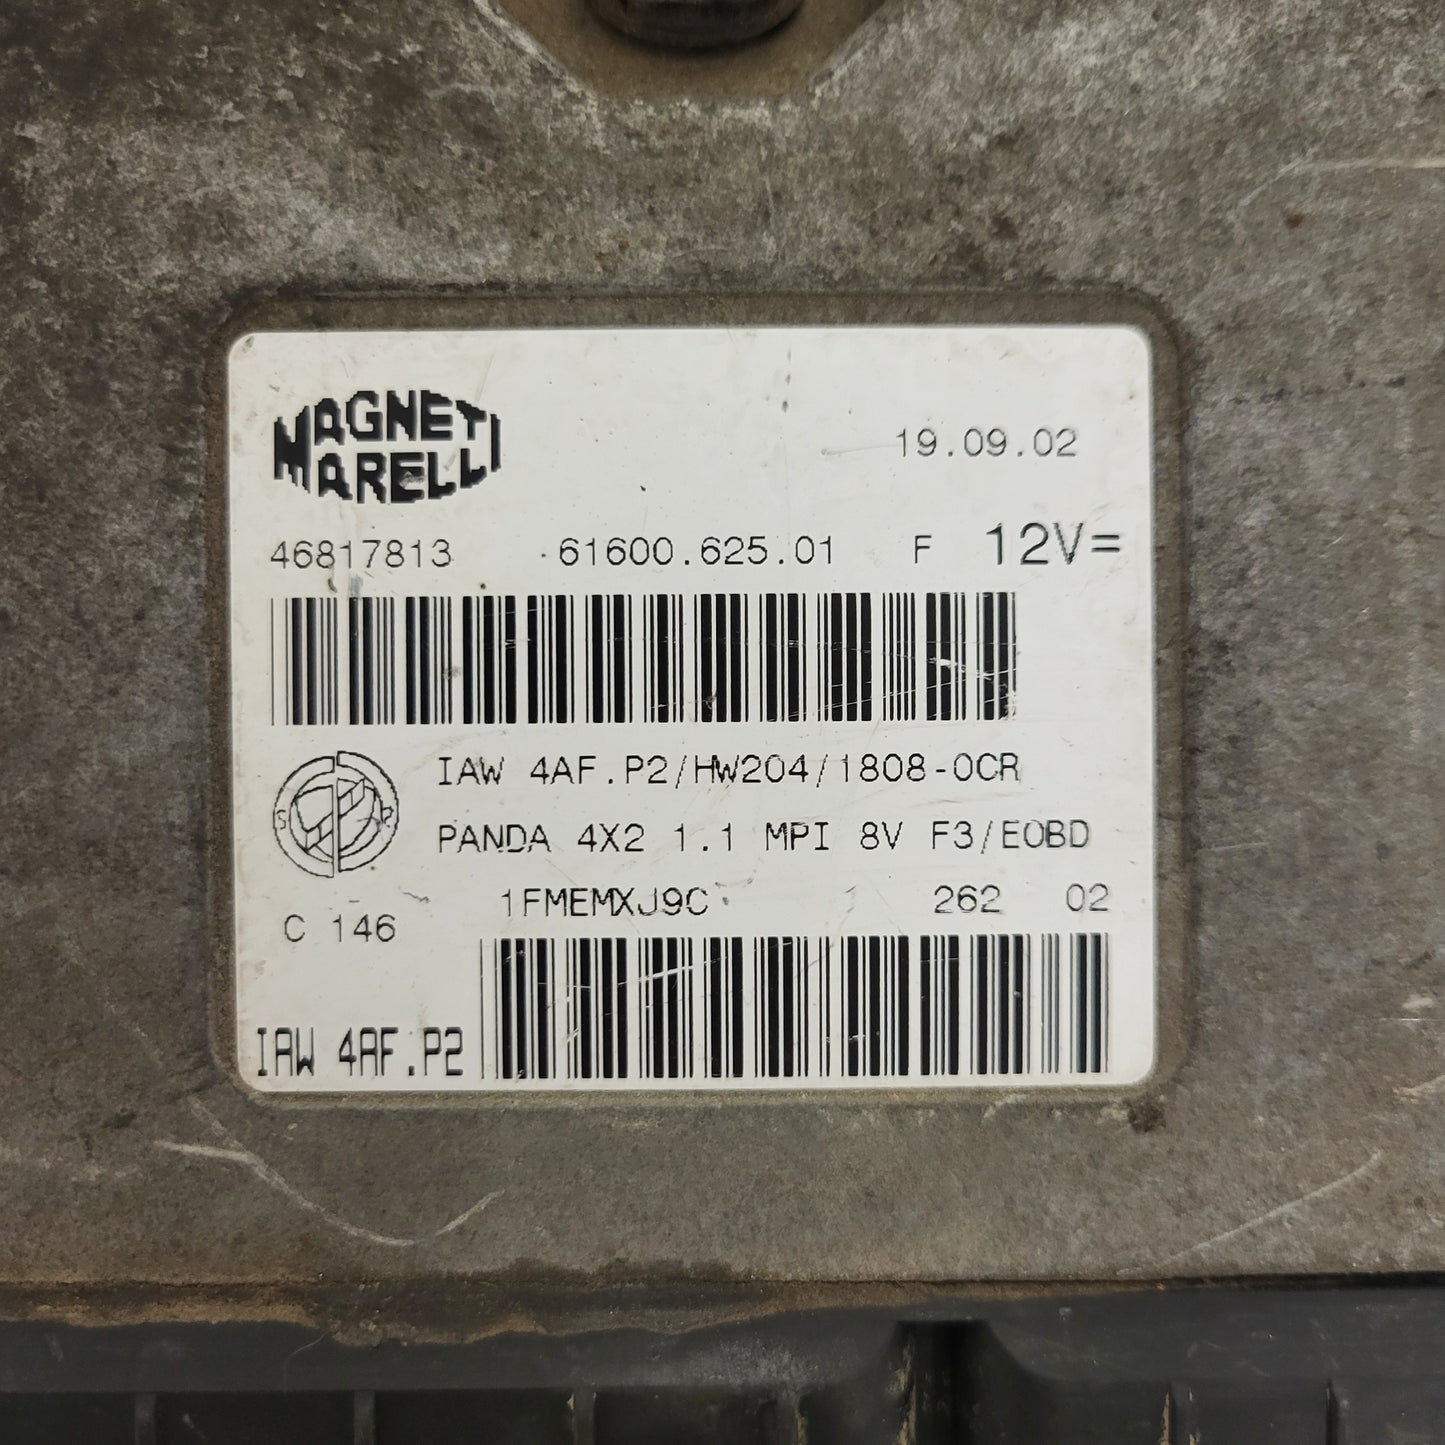 MAGNETI
MARELLI
19.09.02
46817813 61600.625.01 F 12V=
IAW 4AF.P2/HW204/1808-0CR
PANDA 4X2 1.1 MPI 8V F3/EOBD
1FMEMXJ9C 262 02
C 146
IAW 4AF.P2